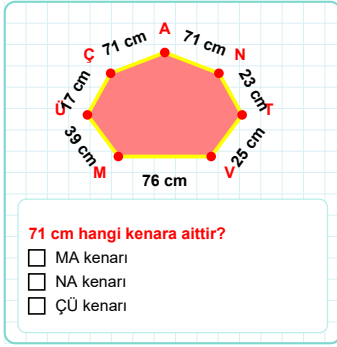 A
71 cm
71 cm
Ç
N
17 cm
23 cm
Ü
T
39 cm
25 cm
M
V
76 cm
71 cm hangi kenara aittir?
MA kenarı
NA kenarı
ÇÜ kenarı